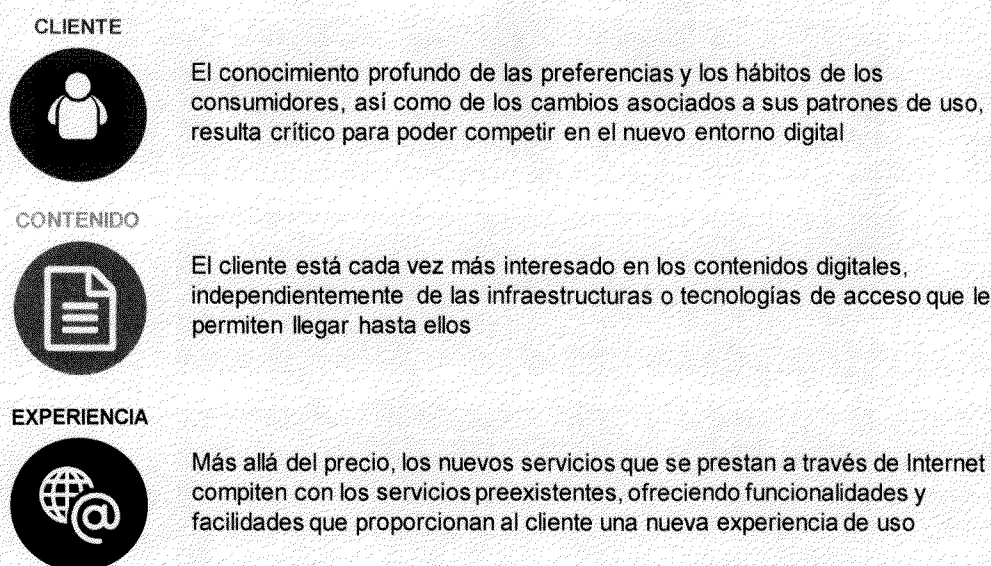 CLIENTE
El conocimiento profundo de las preferencias y los hábitos de los
consumidores, así como de los cambios asociados a sus patrones de uso,
resulta crítico para poder competir en el nuevo entorno digital
CONTENIDO
El cliente está cada vez más interesado en los contenidos digitales,
independientemente de las infraestructuras o tecnologías de acceso que le
permiten llegar hasta ellos
EXPERIENCIA
Más allá del precio, los nuevos servicios que se prestan a través de Internet
compiten con los servicios preexistentes, ofreciendo funcionalidades y
facilidades que proporcionan al cliente una nueva experiencia de uso
@